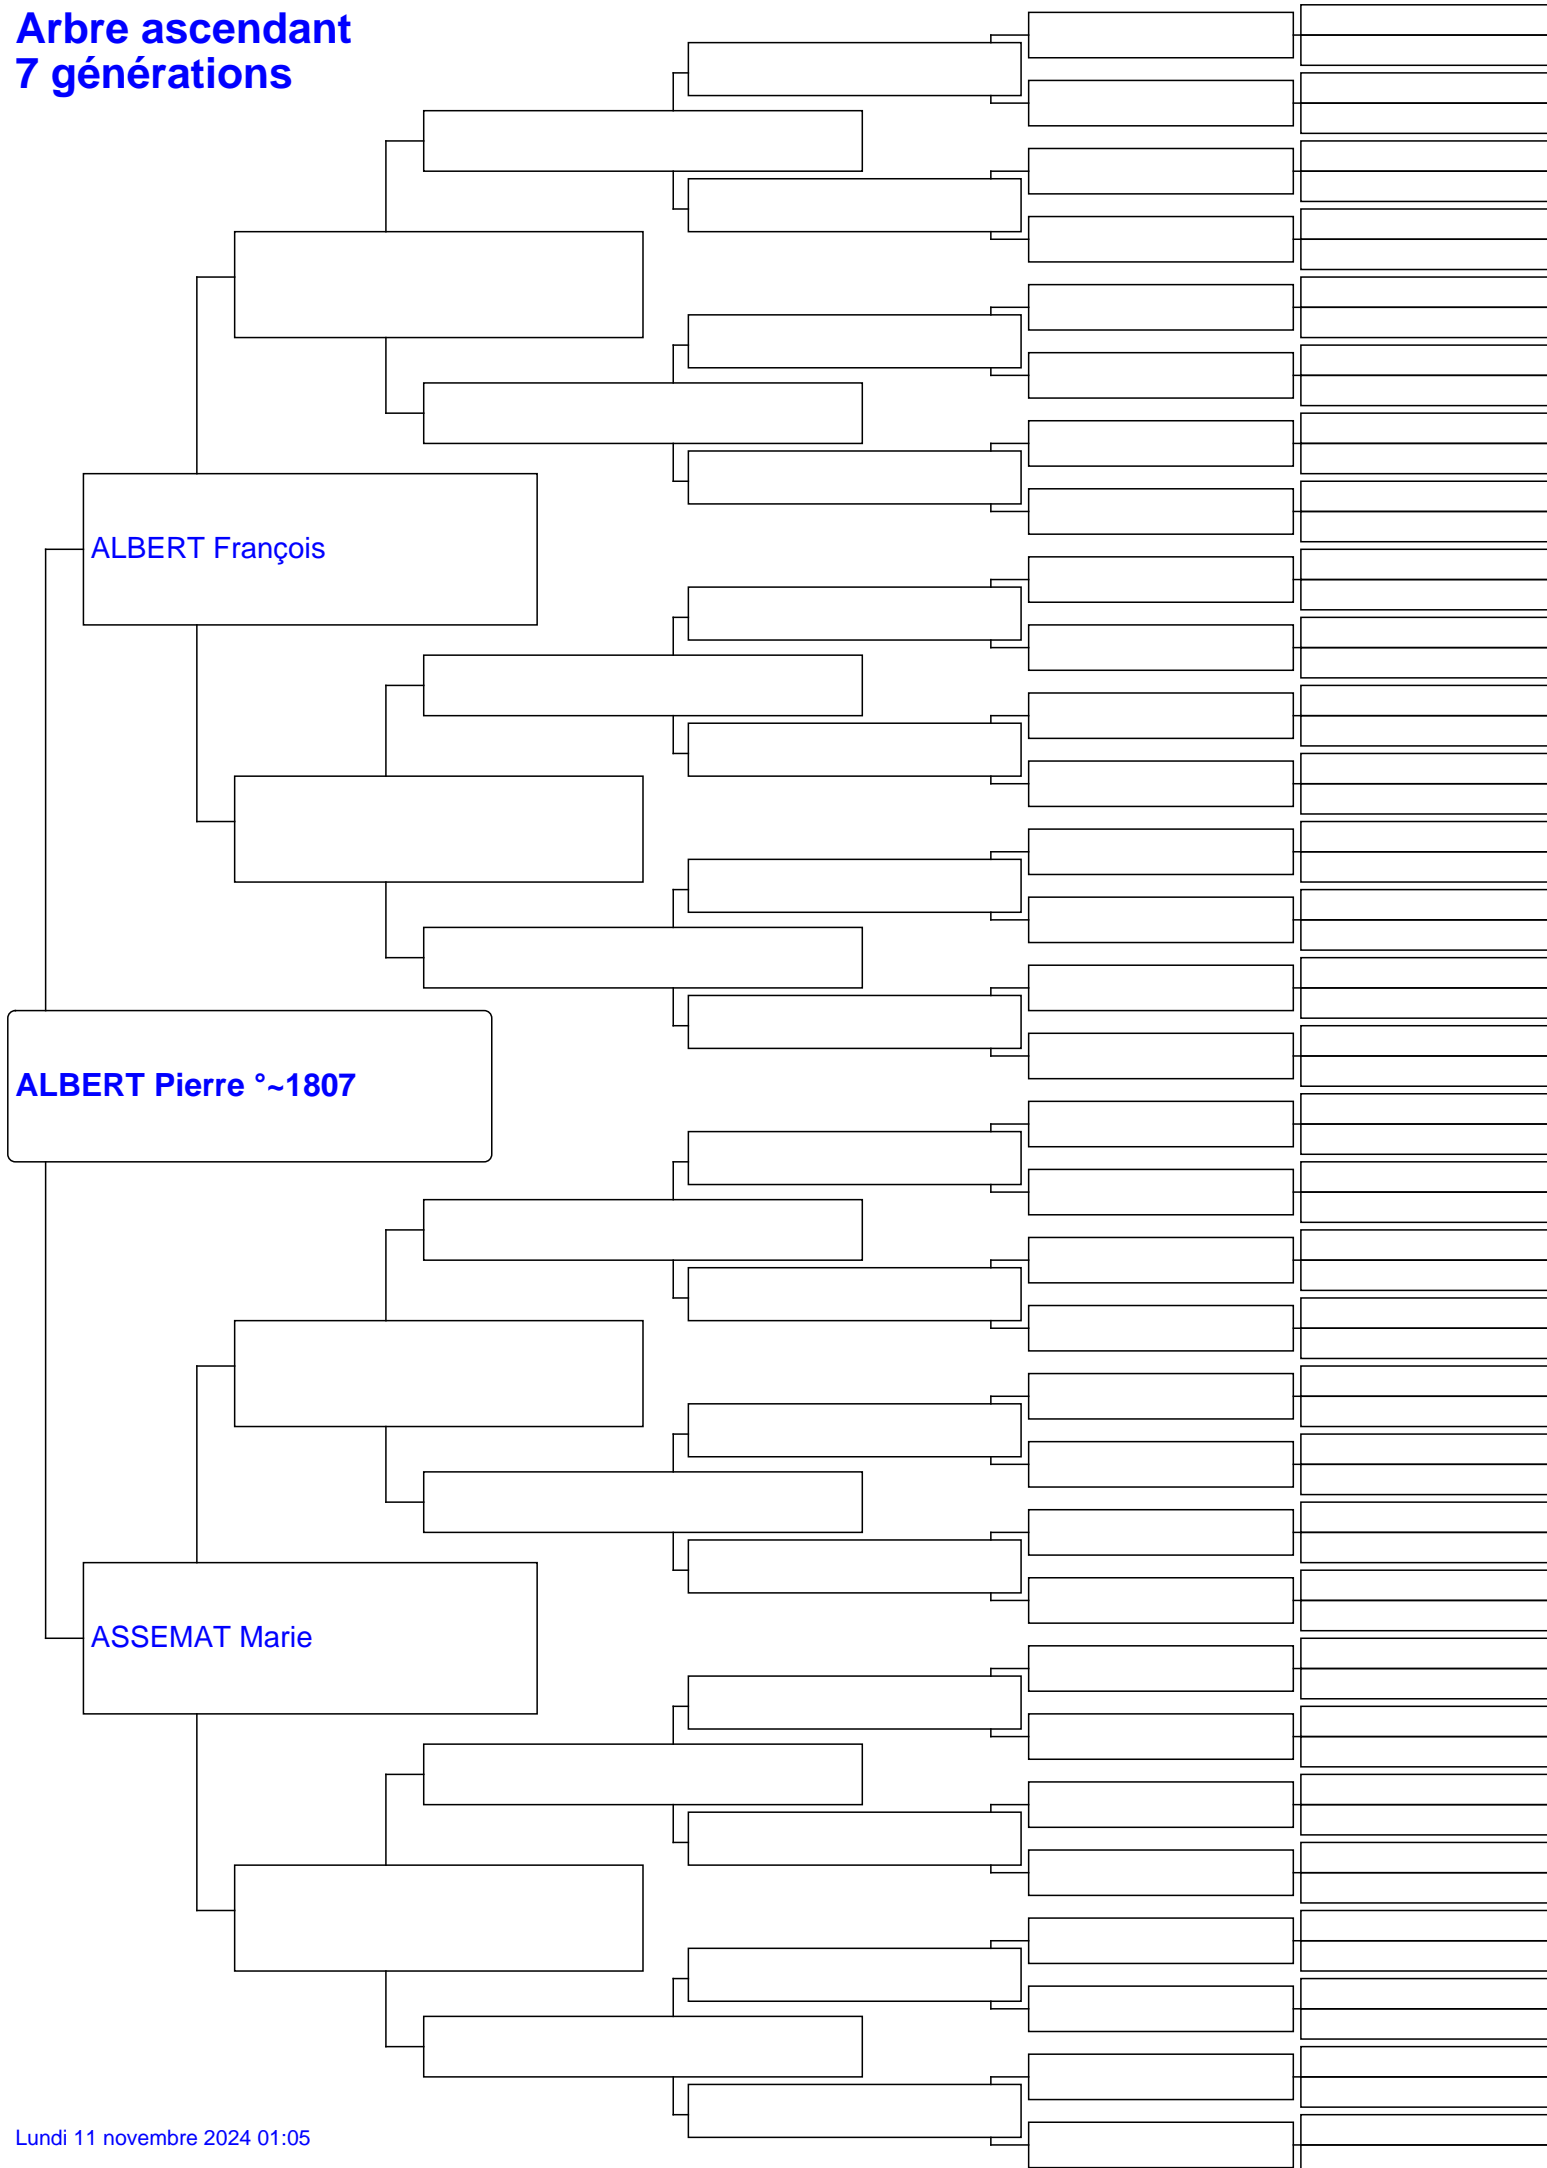 Arbre ascendant
7 générations
ALBERT François
ALBERT Pierre °~1807
ASSEMAT Marie
Lundi 11 novembre 2024 01:05